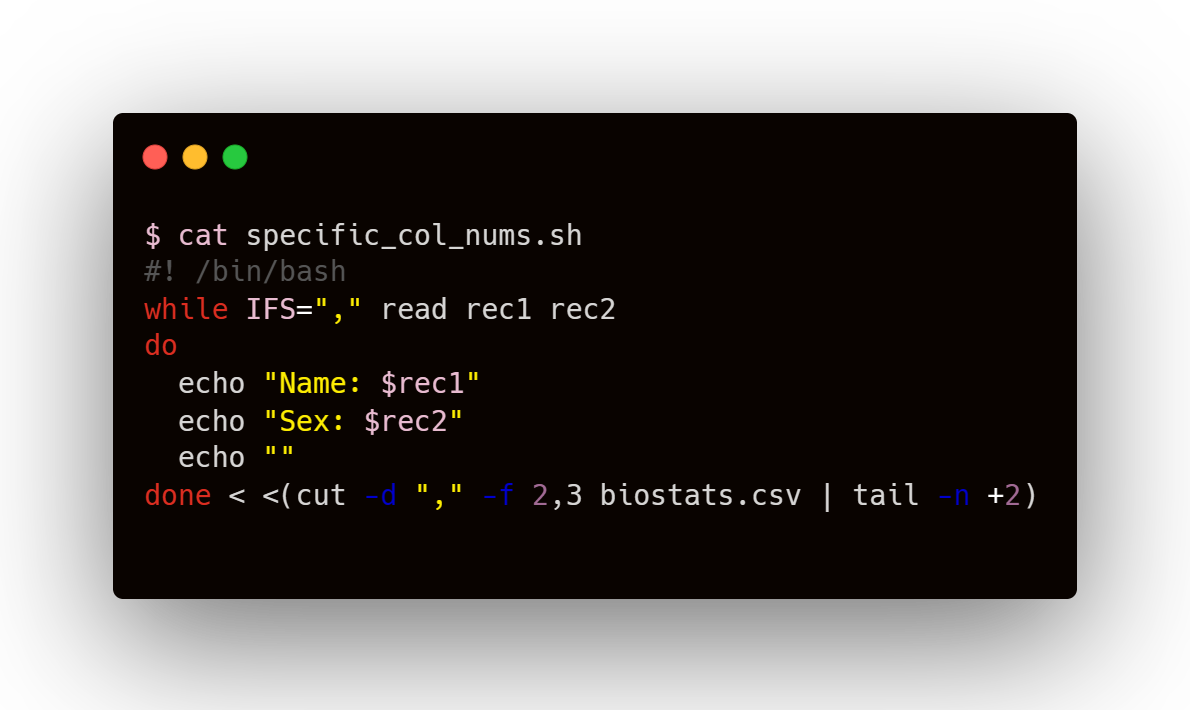 $ cat specific_col_nums.sh
#! /bin/bash
while IFS="," read rec1 rec2
do
  echo "Name: $rec1"
  echo "Sex: $rec2"
  echo ""
done < <(cut -d "," -f 2,3 biostats.csv | tail -n +2)